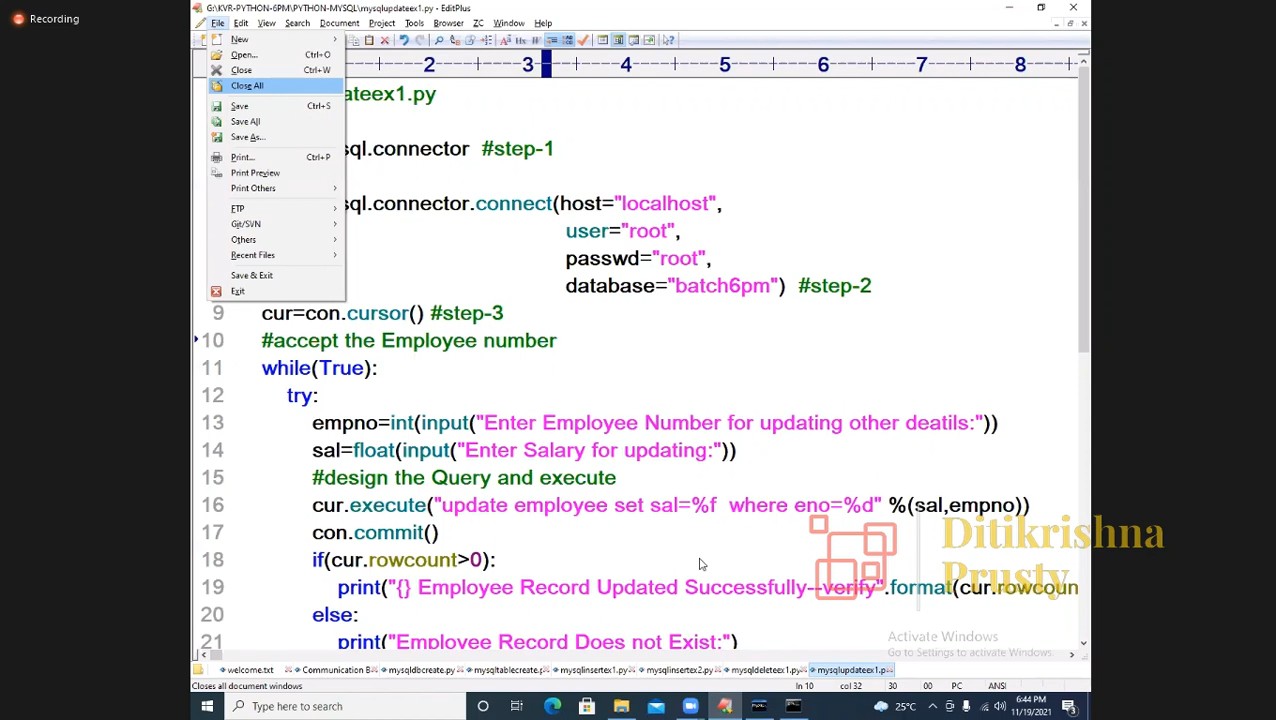 Recording
G:\KVR-PYTHON-6PM\PYTHON-MYSQL\mysqlupdateex1.py - EditPlus
File Edit View Search Document Project Tools Browser ZC Window Help
New
Open... Ctrl+O
Close Ctrl+W
Close All
Save Ctrl+S
Save All
Save As...
Print... Ctrl+P
Print Preview
Print Others
FTP
Git/SVN
Others
Recent Files
Save & Exit
Exit
2 3 4 5 6 7 8
ateex1.py
sql.connector #step-1
sql.connector.connect(host="localhost",
user="root",
passwd="root",
database="batch6pm") #step-2
9 cur=con.cursor() #step-3
10 #accept the Employee number
11 while(True):
12 try:
13 empno=int(input("Enter Employee Number for updating other deatils:"))
14 sal=float(input("Enter Salary for updating:"))
15 #design the Query and execute
16 cur.execute("update employee set sal=%f where eno=%d" %(sal,empno))
17 con.commit()
18 if(cur.rowcount>0):
19 print("{} Employee Record Updated Successfully--verify".format(cur.rowcoun
20 else:
21 print("Employee Record Does not Exist:")
Ditikrishna
Prusty
Activate Windows
Go to Settings to activate Windows.
welcome.txt Communication B mysqldbcreate.py mysqltablecreate.p mysqlinsertex1.py mysqlinsertex2.py mysqldeleteex1.py mysqlupdateex1.p
Closes all document windows ln 10 col 32 30 00 PC ANSI
Type here to search 25°C 6:44 PM
11/19/2021
3